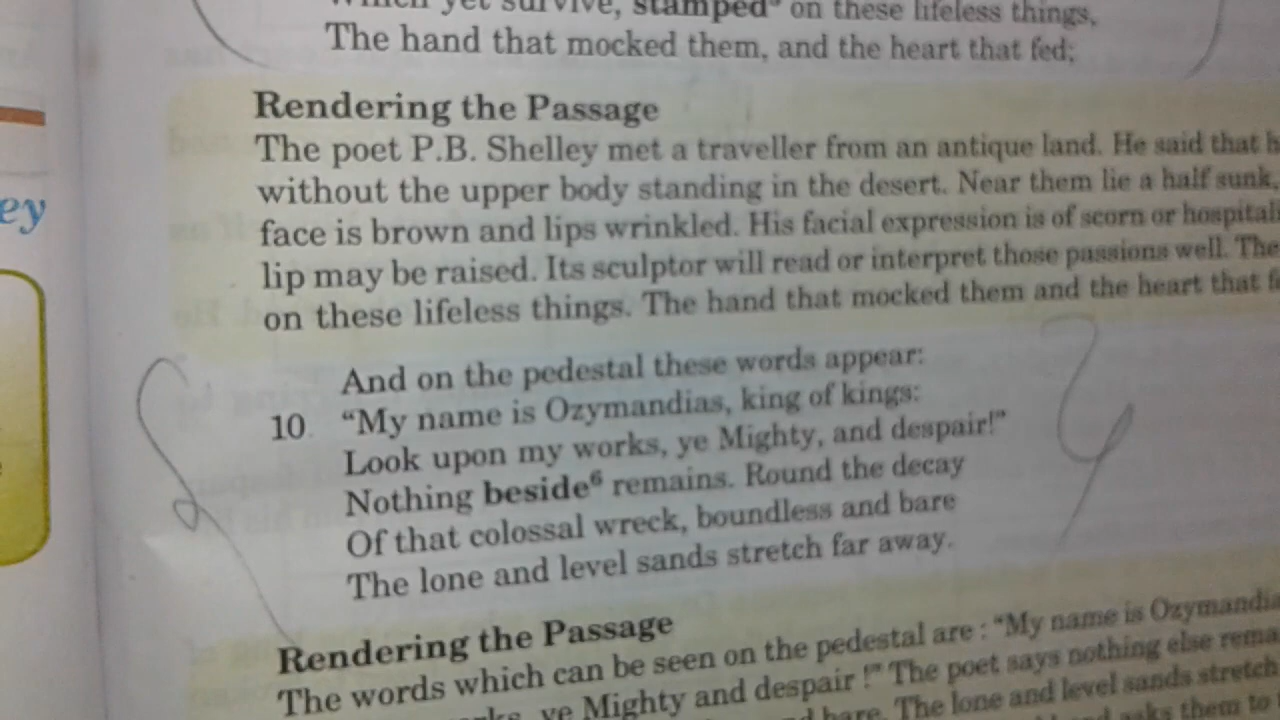 Which yet survive, stamped⁵ on these lifeless things,
The hand that mocked them, and the heart that fed;
Rendering the Passage
The poet P.B. Shelley met a traveller from an antique land. He said that
without the upper body standing in the desert. Near them lie a half sunk,
face is brown and lips wrinkled. His facial expression is of scorn or
lip may be raised. Its sculptor will read or interpret those passions well. The
on these lifeless things. The hand that mocked them and the heart that
ey
And on the pedestal these words appear:
10. “My name is Ozymandias, king of kings:
Look upon my works, ye Mighty, and despair!”
Nothing beside⁶ remains. Round the decay
Of that colossal wreck, boundless and bare
The lone and level sands stretch far away.
Rendering the Passage
The words which can be seen on the pedestal are : “My name is
ye Mighty and despair !” The poet says nothing else
bare. The lone and level sands stretch
asks them to